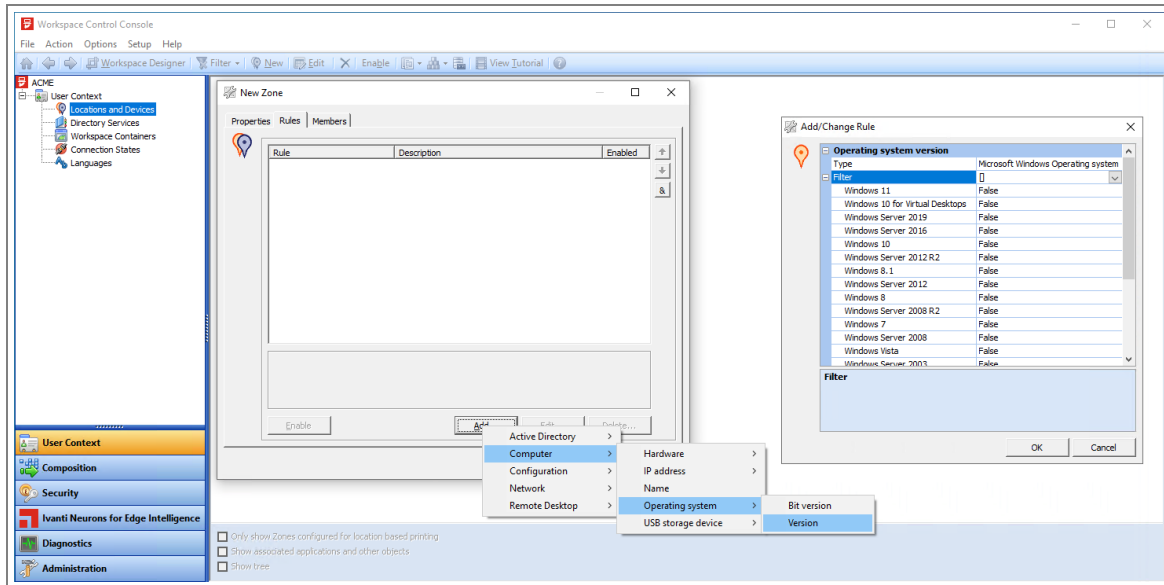 Workspace Control Console
File Action Options Setup Help
Workspace Designer Filter New Edit Enable View Tutorial
ACME
User Context
Locations and Devices
Directory Services
Workspace Containers
Connection States
Languages
New Zone
Properties Rules Members
Rule Description Enabled
&
Enable Add Edit Delete...
Active Directory
Computer
Configuration
Network
Remote Desktop
Hardware
IP address
Name
Operating system
USB storage device
Bit version
Version
Add/Change Rule
Operating system version
Type Microsoft Windows Operating system
Filter []
Windows 11 False
Windows 10 for Virtual Desktops False
Windows Server 2019 False
Windows Server 2016 False
Windows 10 False
Windows Server 2012 R2 False
Windows 8.1 False
Windows Server 2012 False
Windows 8 False
Windows Server 2008 R2 False
Windows 7 False
Windows Server 2008 False
Windows Vista False
Windows Server 2003 False
Filter
OK Cancel
User Context
Composition
Security
Ivanti Neurons for Edge Intelligence
Diagnostics
Administration
Only show Zones configured for location based printing
Show associated applications and other objects
Show tree